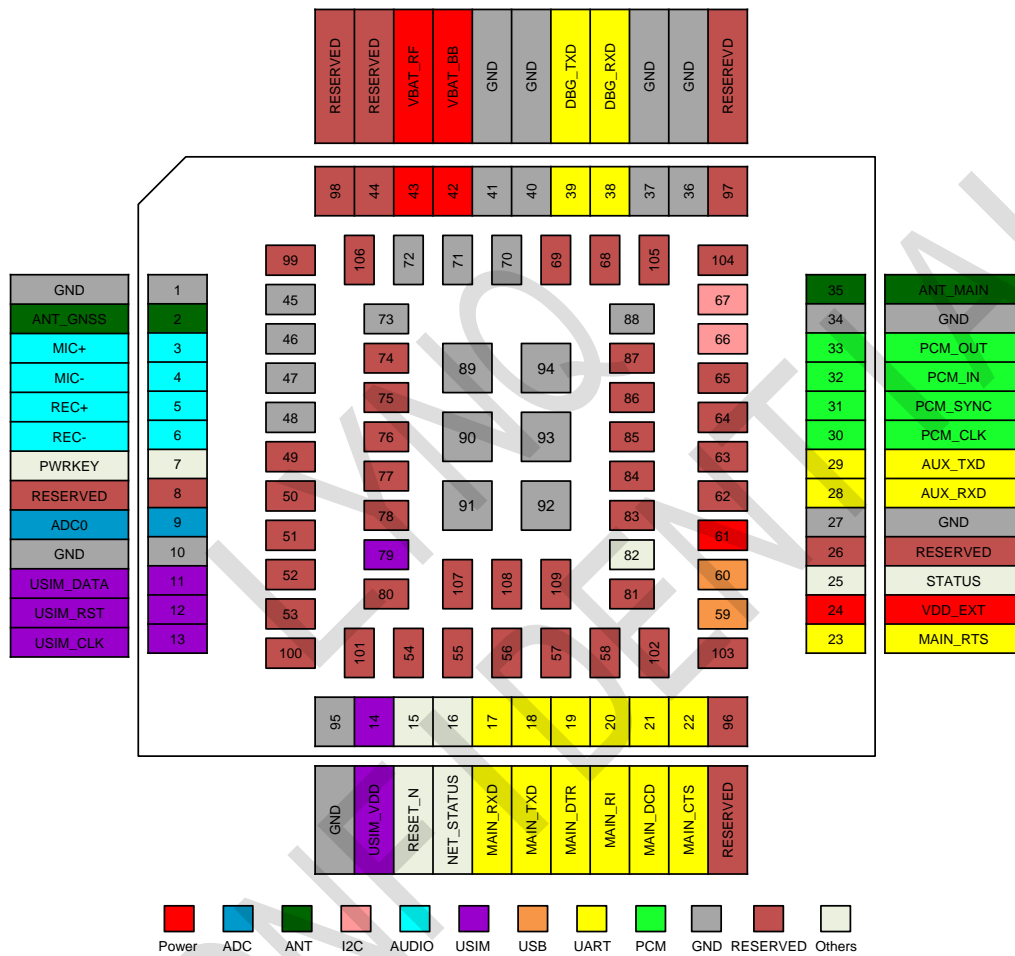 RESERVED RESERVED VBAT_RF VBAT_BB GND GND DBG_TXD DBG_RXD GND GND RESEREVD
98 44 43 42 41 40 39 38 37 36 97
106 72 71 70 69 68 105
99 104
45 67
46 66
47 65
48 64
49 63
50 62
51 61
52 60
53 59
100 103
73 88
74 87
75 86
76 85
77 84
78 83
79 82
80 81
89 94
90 93
91 92
107 108 109
101 54 55 56 57 58 102
GND 1
ANT_GNSS 2
MIC+ 3
MIC- 4
REC+ 5
REC- 6
PWRKEY 7
RESERVED 8
ADC0 9
GND 10
USIM_DATA 11
USIM_RST 12
USIM_CLK 13
35 ANT_MAIN
34 GND
33 PCM_OUT
32 PCM_IN
31 PCM_SYNC
30 PCM_CLK
29 AUX_TXD
28 AUX_RXD
27 GND
26 RESERVED
25 STATUS
24 VDD_EXT
23 MAIN_RTS
95 14 15 16 17 18 19 20 21 22 96
GND USIM_VDD RESET_N NET_STATUS MAIN_RXD MAIN_TXD MAIN_DTR MAIN_RI MAIN_DCD MAIN_CTS RESERVED
Power ADC ANT I2C AUDIO USIM USB UART PCM GND RESERVED Others
LYNQ
ONFIDENTIAL